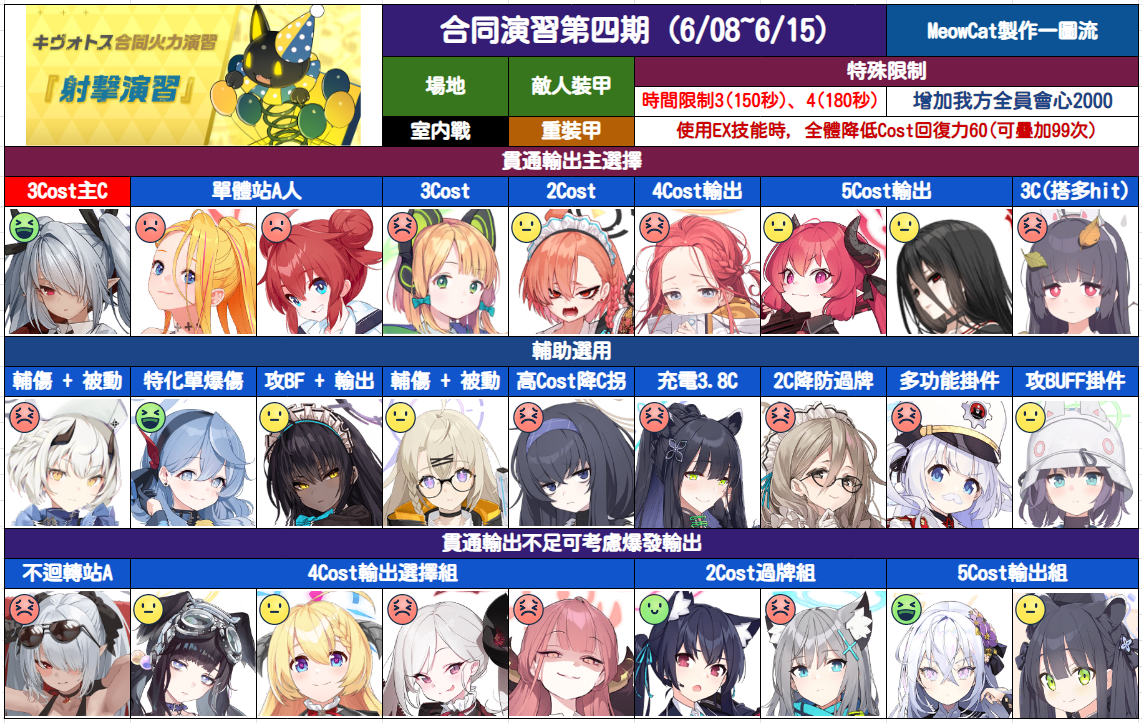 キヴォトス合同火力演習
『射撃演習』
合同演習第四期 (6/08~6/15)
MeowCat製作一圖流
場地
敵人裝甲
特殊限制
時間限制3(150秒)、4(180秒)
增加我方全員會心2000
室内戰
重裝甲
使用EX技能時, 全體降低Cost回復力60(可疊加99次)
貫通輸出主選擇
3Cost主C
單體站A人
3Cost
2Cost
4Cost輸出
5Cost輸出
3C(搭多hit)
輔助選用
輔傷 + 被動
特化單爆傷
攻BF + 輸出
輔傷 + 被動
高Cost降C拐
充電3.8C
2C降防過牌
多功能掛件
攻BUFF掛件
貫通輸出不足可考慮爆發輸出
不迴轉站A
4Cost輸出選擇組
2Cost過牌組
5Cost輸出組